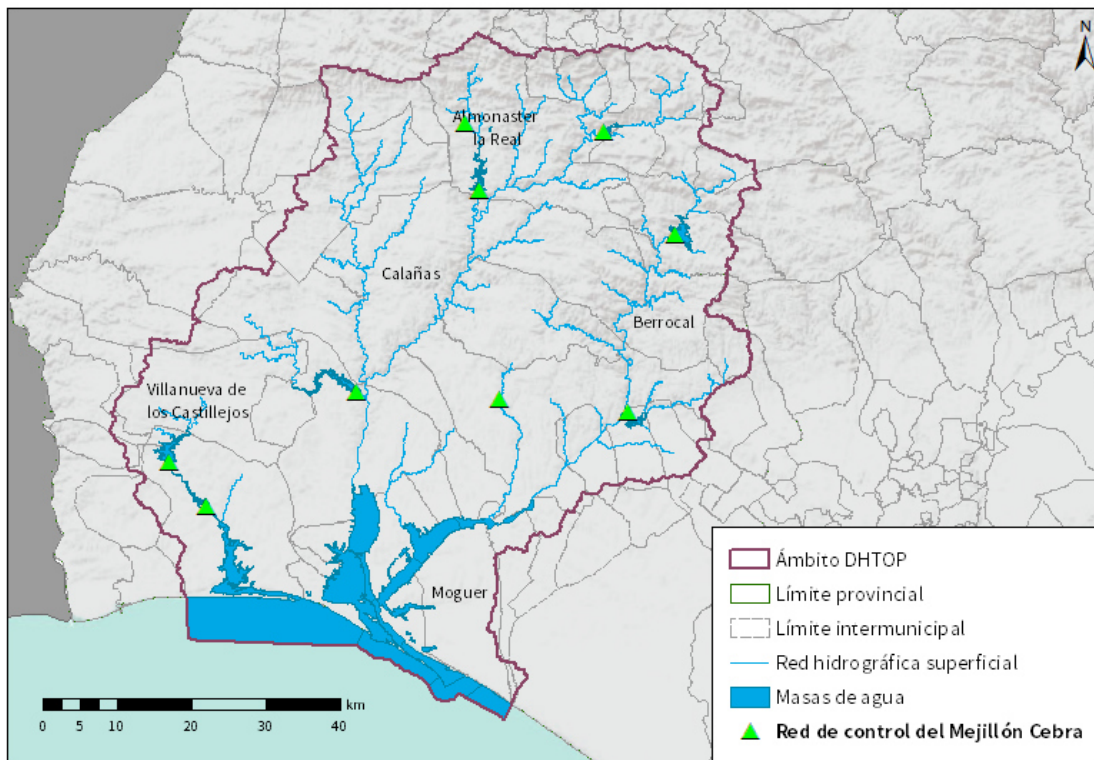 N
Almonaster
la Real
Calañas
Berrocal
Villanueva de
los Castillejos
Moguer
km
0 5 10 20 30 40
Ámbito DHTOP
Límite provincial
Límite intermunicipal
Red hidrográfica superficial
Masas de agua
Red de control del Mejillón Cebra